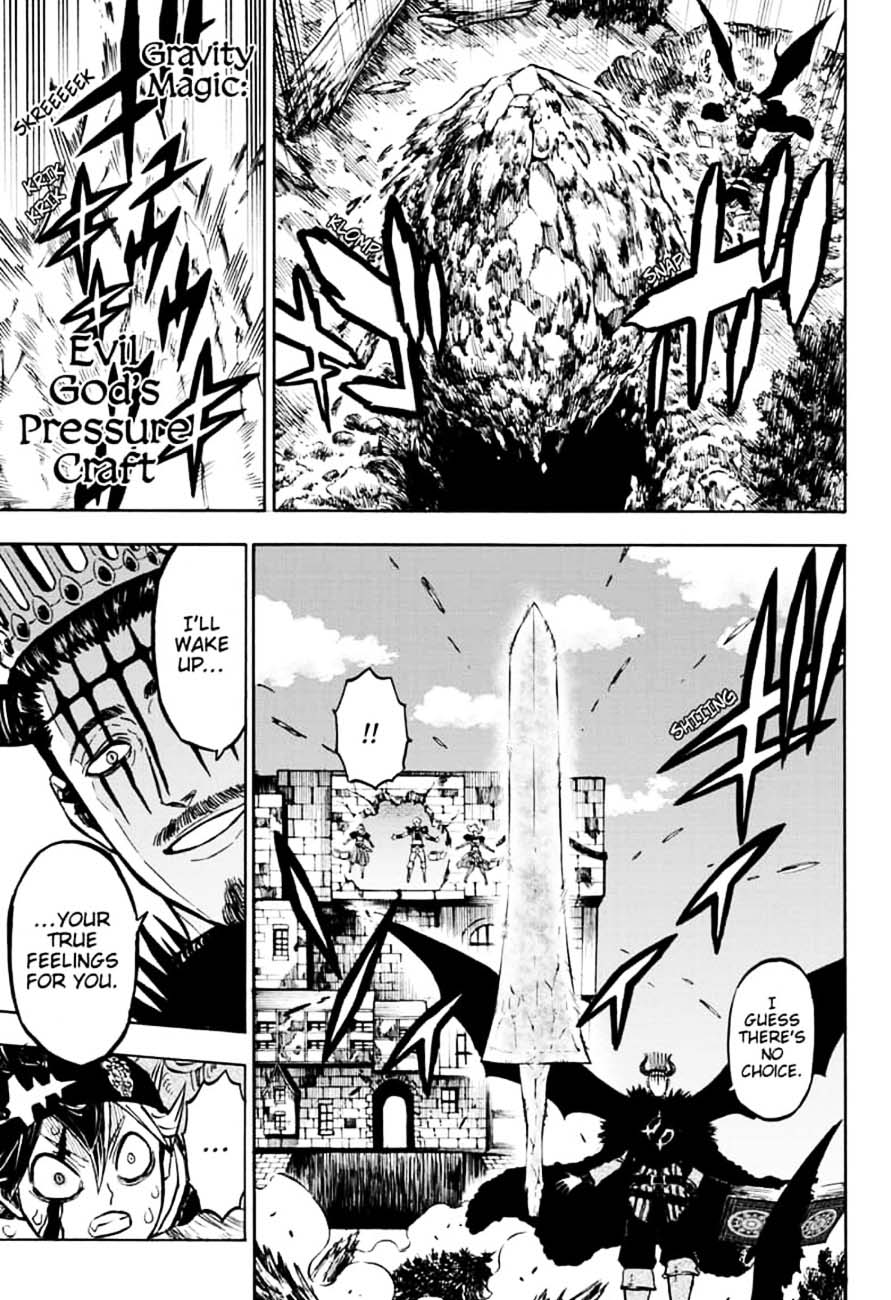 KLOMP
SNAP
Gravity
Magic:
SKREEEEEK
KRIK
KRIK
Evil
God's
Pressure
Craft
SHIIING
!!
I
GUESS
THERE'S
NO
CHOICE.
I'LL
WAKE
UP...
...YOUR
TRUE
FEELINGS
FOR YOU.
...